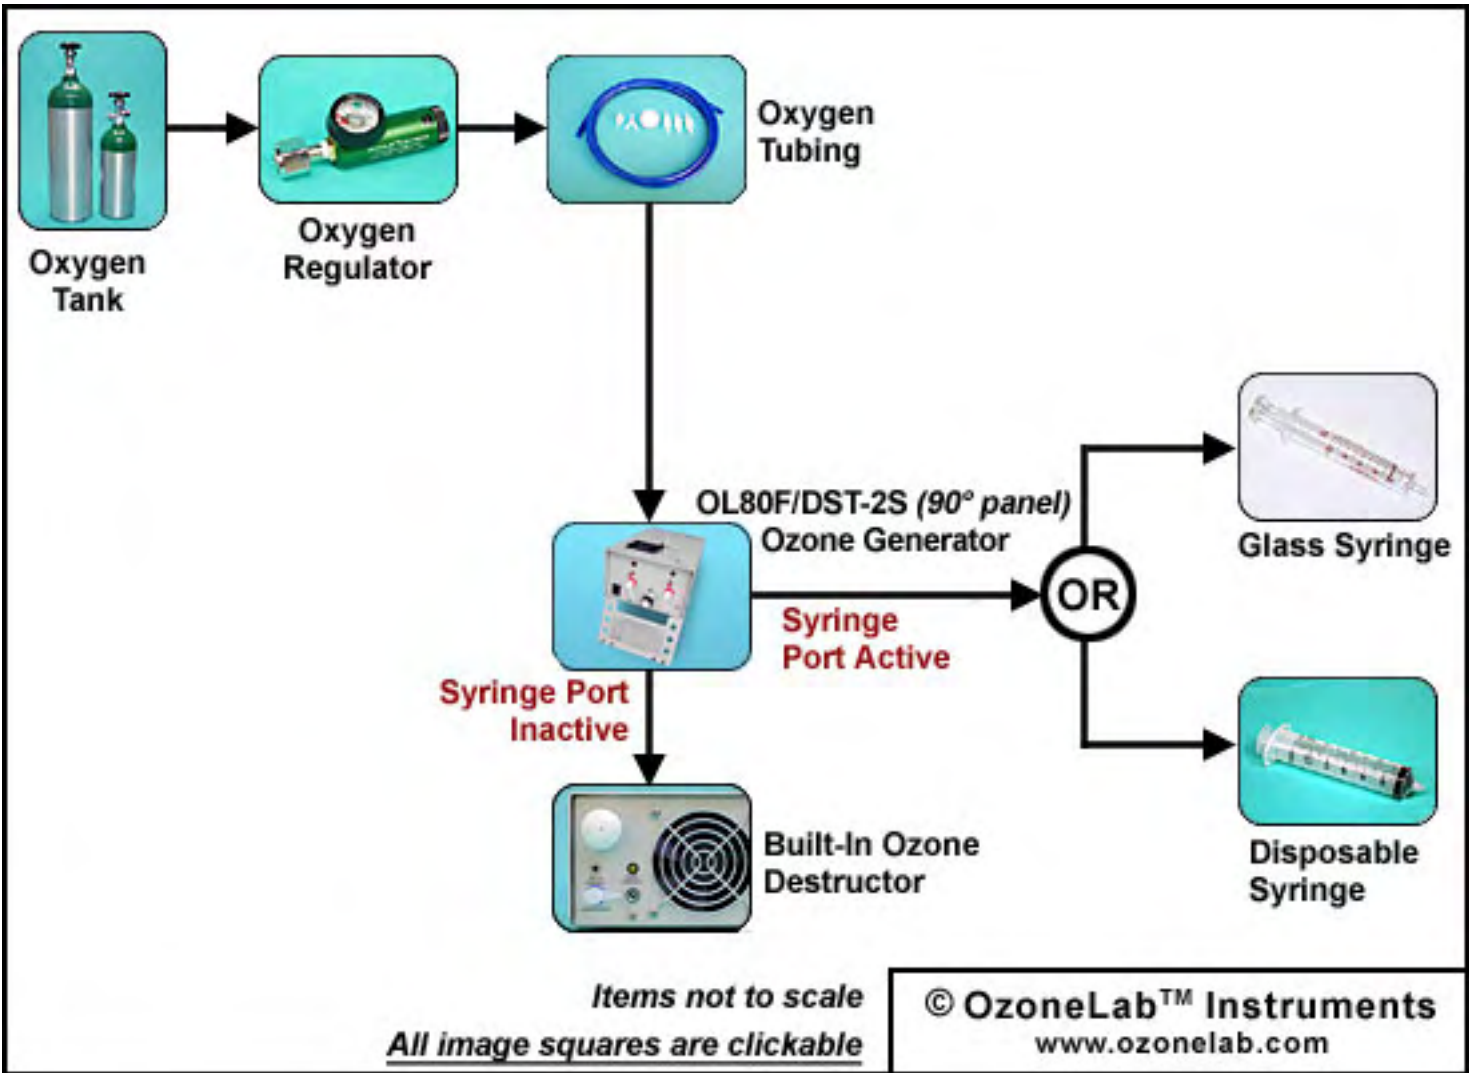 Oxygen
Tank
Oxygen
Regulator
Oxygen
Tubing
OL80F/DST-2S (90° panel)
Ozone Generator
Syringe
Port Active
Syringe Port
Inactive
OR
Glass Syringe
Disposable
Syringe
Built-In Ozone
Destructor
Items not to scale
All image squares are clickable
© OzoneLab™ Instruments
www.ozonelab.com